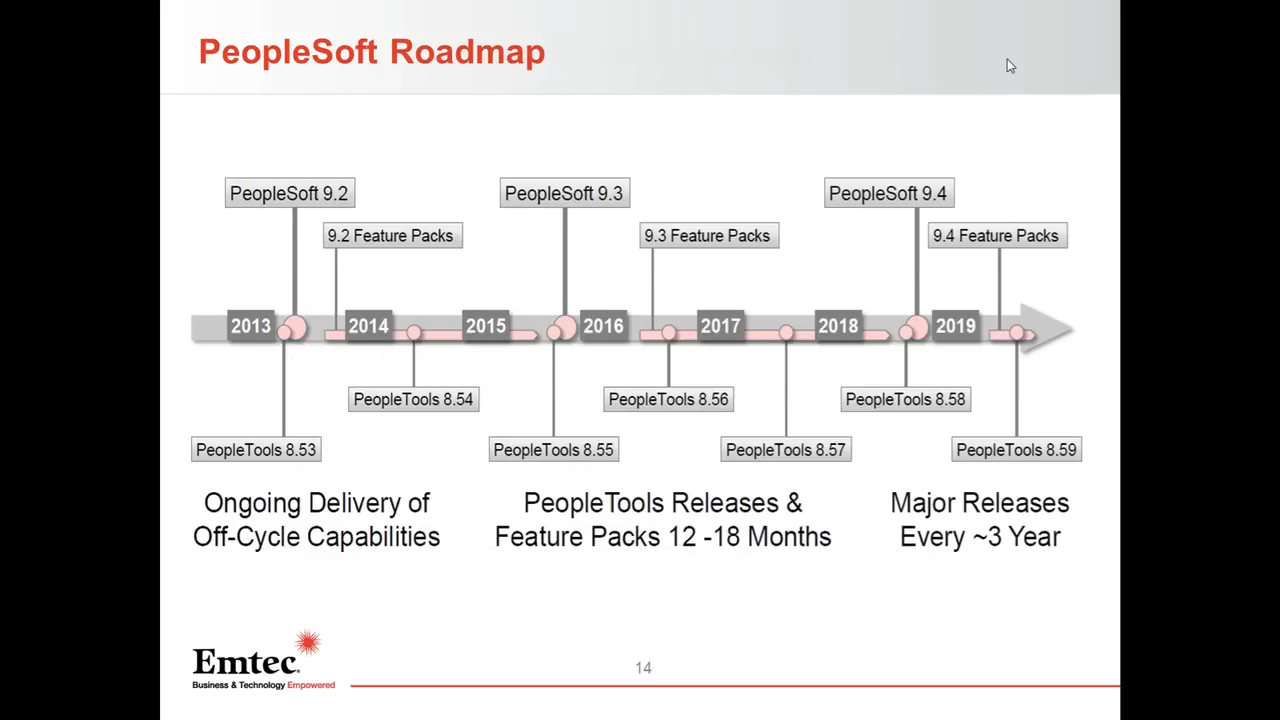 PeopleSoft Roadmap
PeopleSoft 9.2
PeopleSoft 9.3
PeopleSoft 9.4
9.2 Feature Packs
9.3 Feature Packs
9.4 Feature Packs
2013
2014
2015
2016
2017
2018
2019
PeopleTools 8.54
PeopleTools 8.56
PeopleTools 8.58
PeopleTools 8.53
PeopleTools 8.55
PeopleTools 8.57
PeopleTools 8.59
Ongoing Delivery of
Off-Cycle Capabilities
PeopleTools Releases &
Feature Packs 12 -18 Months
Major Releases
Every ~3 Year
Emtec
Business & Technology Empowered
14